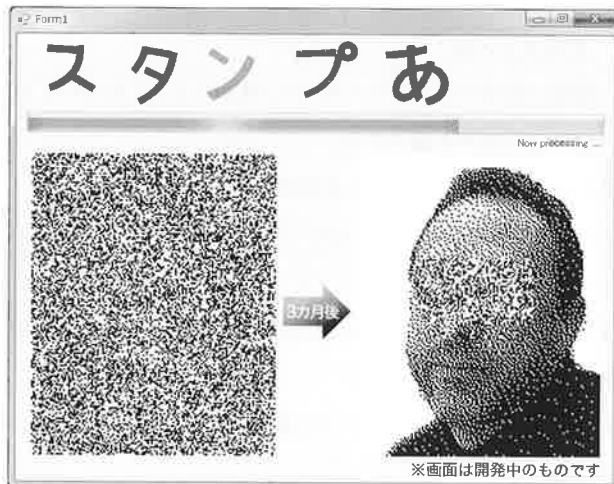 Form1
スタンプあ
Now processing ...
3カ月後
※画面は開発中のものです